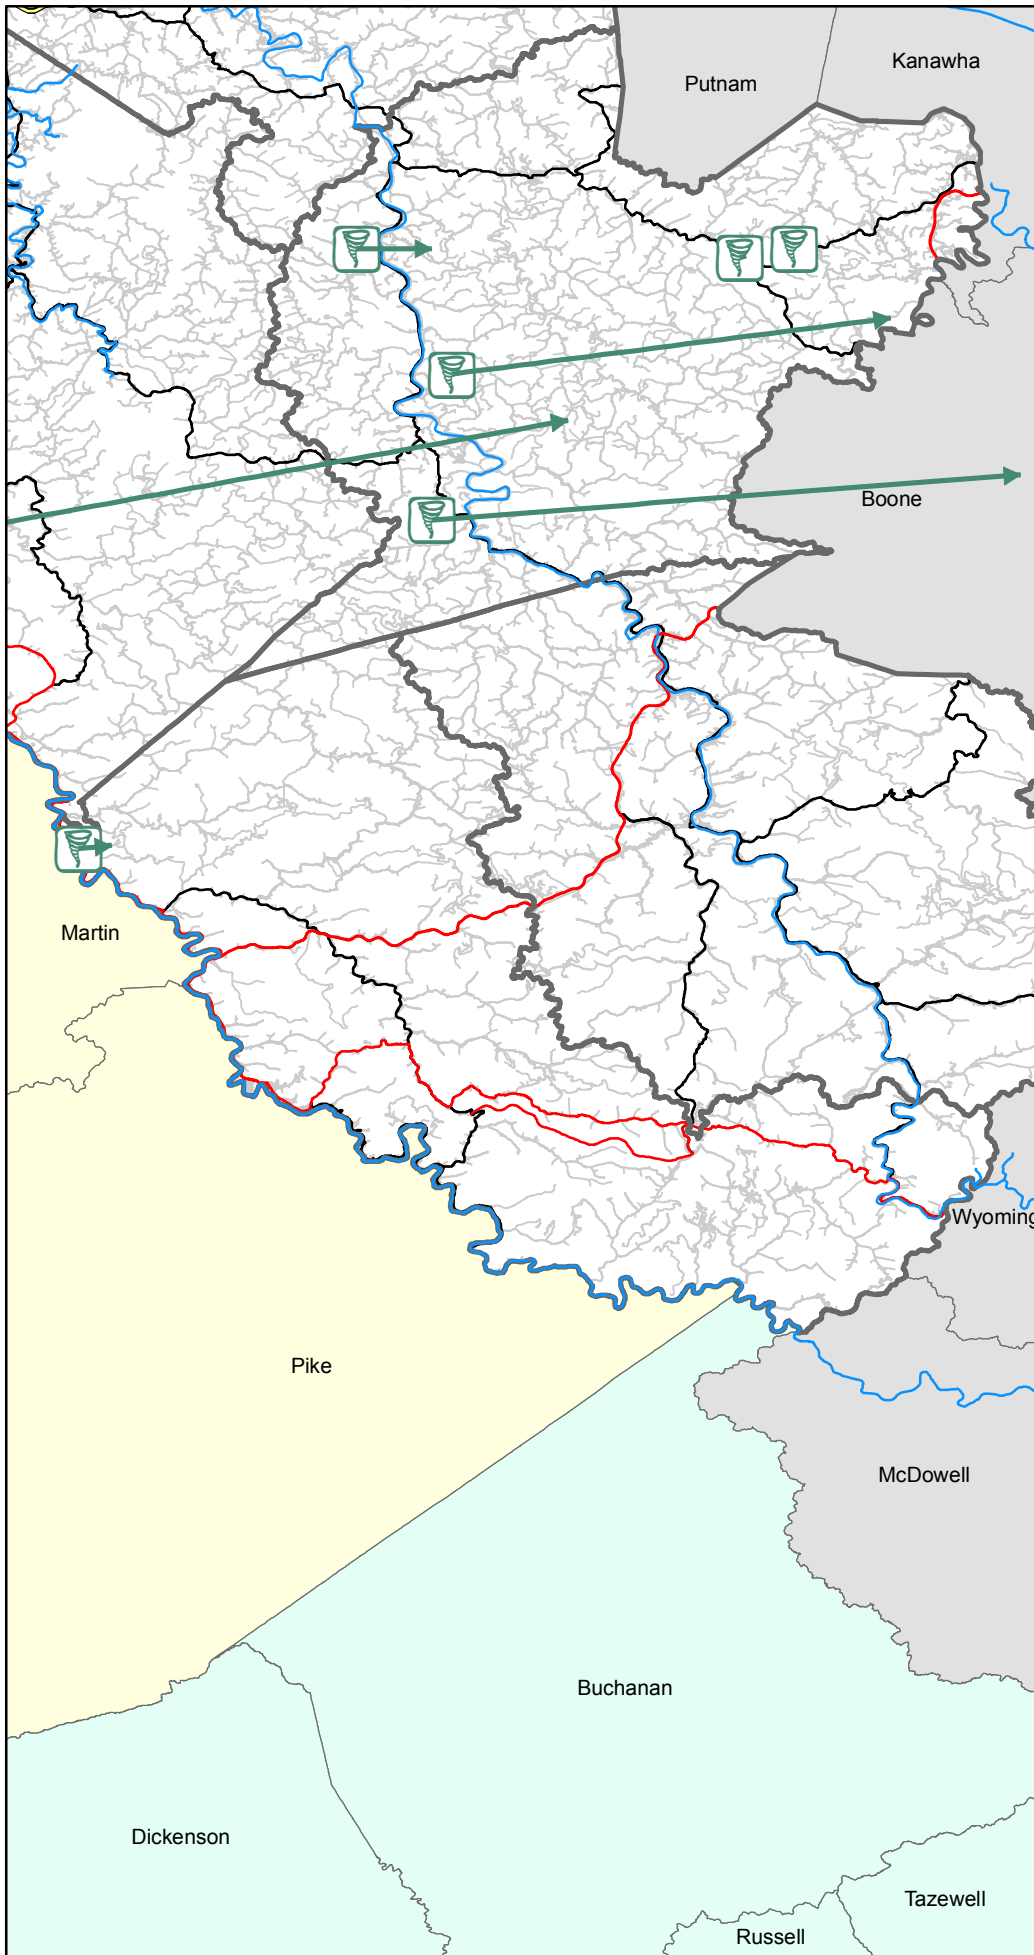 Kanawha
Putnam
Boone
Martin
Wyoming
Pike
McDowell
Buchanan
Dickenson
Tazewell
Russell